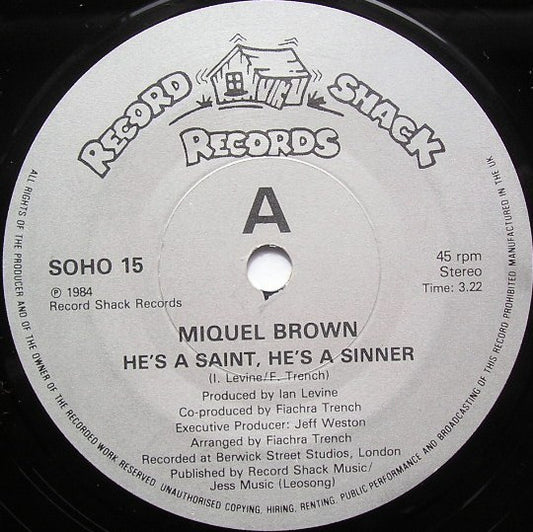 RECORD SHACK
VINYL
RECORDS
A
SOHO 15
℗ 1984
Record Shack Records
45 rpm
Stereo
Time: 3.22
MIQUEL BROWN
HE'S A SAINT, HE'S A SINNER
(I. Levine/F. Trench)
Produced by Ian Levine
Co-produced by Fiachra Trench
Executive Producer: Jeff Weston
Arranged by Fiachra Trench
Recorded at Berwick Street Studios, London
Published by Record Shack Music/
Jess Music (Leosong)
ALL RIGHTS OF THE PRODUCER AND OF THE OWNER OF THE RECORDED WORK RESERVED. UNAUTHORISED COPYING, HIRING, RENTING, PUBLIC PERFORMANCE AND BROADCASTING OF THIS RECORD PROHIBITED. MANUFACTURED IN THE UK.